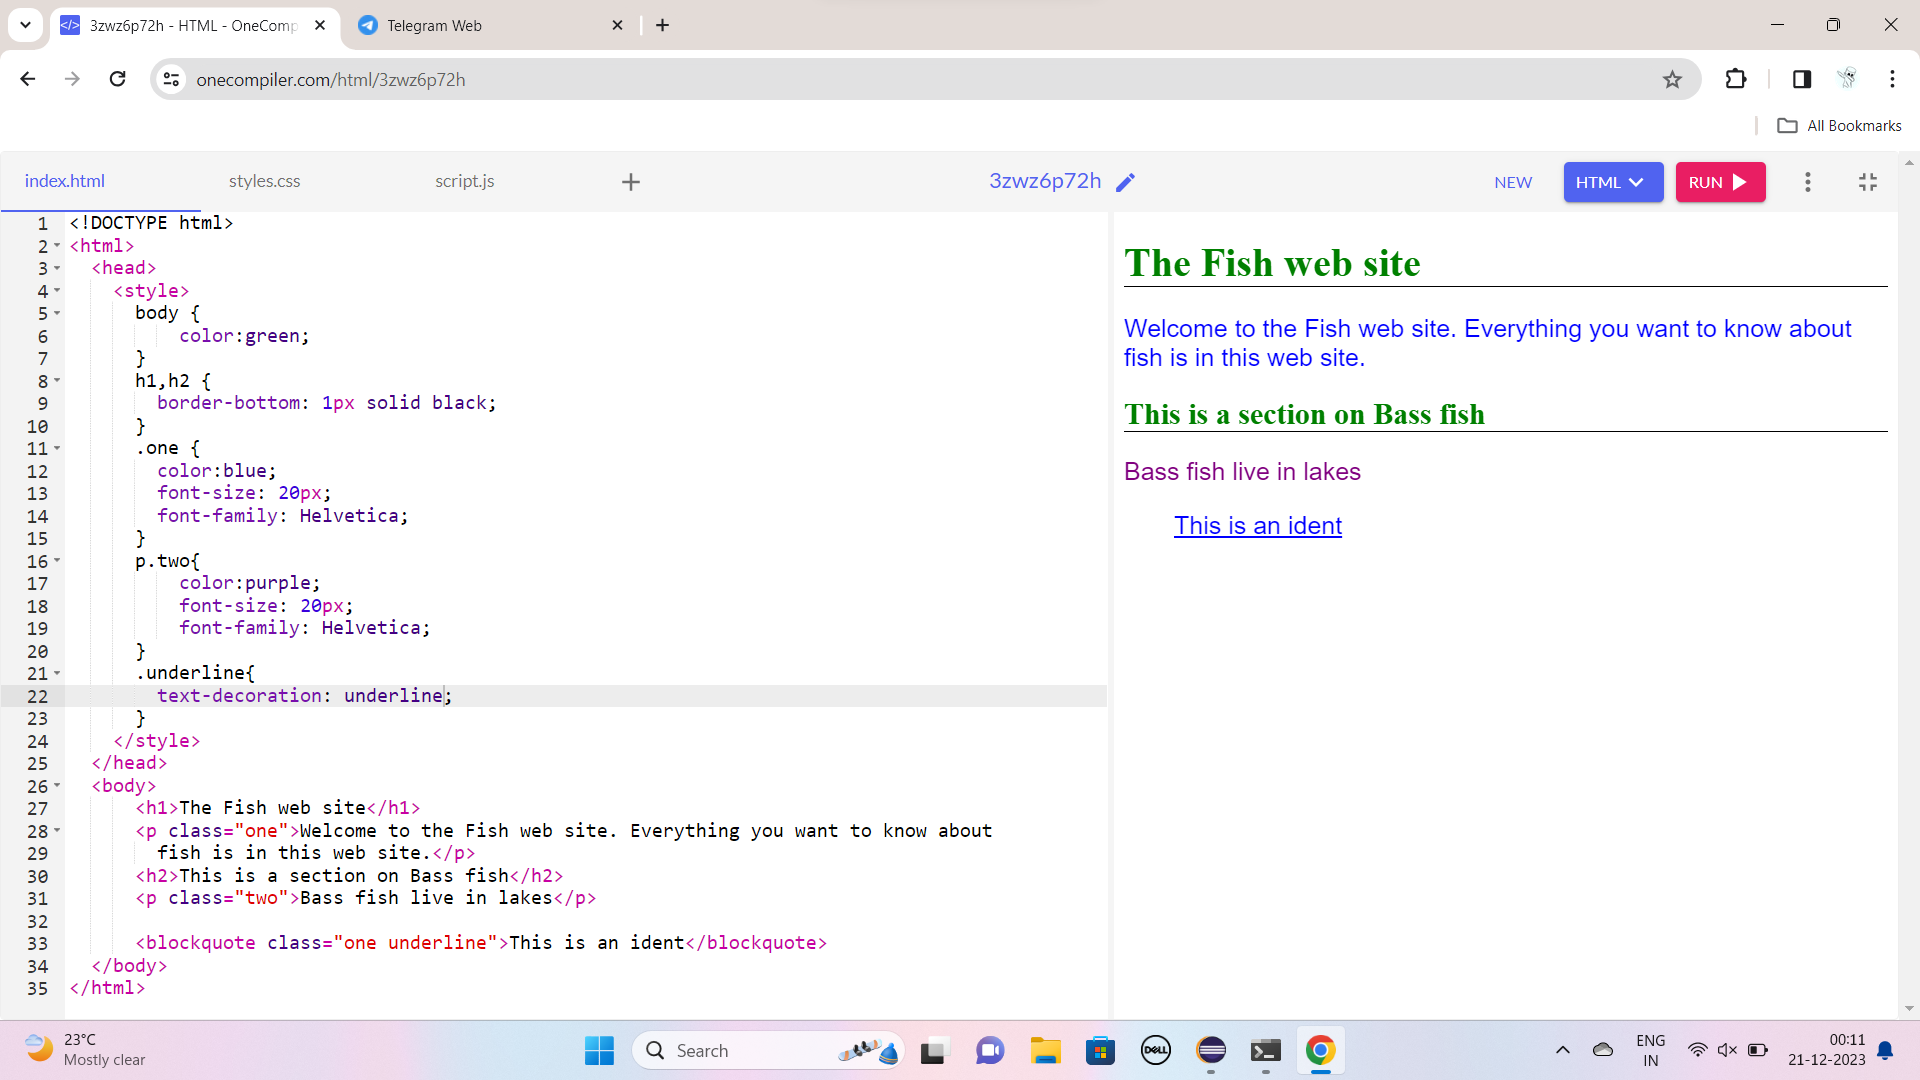 3zwz6p72h - HTML - OneComp
Telegram Web
onecompiler.com/html/3zwz6p72h
All Bookmarks
index.html
styles.css
script.js
3zwz6p72h
NEW
HTML
RUN
1 <!DOCTYPE html>
2 <html>
3 <head>
4 <style>
5 body {
6 color:green;
7 }
8 h1,h2 {
9 border-bottom: 1px solid black;
10 }
11 .one {
12 color:blue;
13 font-size: 20px;
14 font-family: Helvetica;
15 }
16 p.two{
17 color:purple;
18 font-size: 20px;
19 font-family: Helvetica;
20 }
21 .underline{
22 text-decoration: underline;
23 }
24 </style>
25 </head>
26 <body>
27 <h1>The Fish web site</h1>
28 <p class="one">Welcome to the Fish web site. Everything you want to know about
29 fish is in this web site.</p>
30 <h2>This is a section on Bass fish</h2>
31 <p class="two">Bass fish live in lakes</p>
32
33 <blockquote class="one underline">This is an ident</blockquote>
34 </body>
35 </html>
The Fish web site
Welcome to the Fish web site. Everything you want to know about
fish is in this web site.
This is a section on Bass fish
Bass fish live in lakes
This is an ident
23°C
Mostly clear
Search
DELL
ENG
IN
00:11
21-12-2023